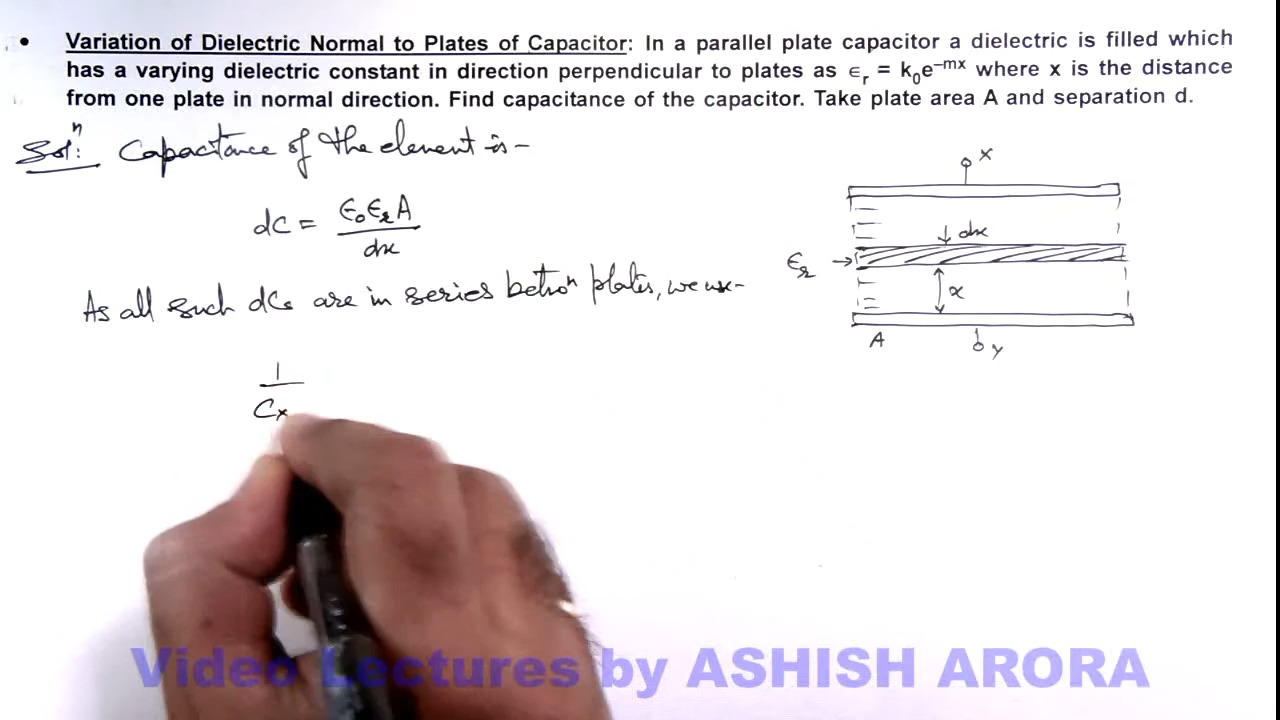 • Variation of Dielectric Normal to Plates of Capacitor: In a parallel plate capacitor a dielectric is filled which
has a varying dielectric constant in direction perpendicular to plates as ϵᵣ = k₀e⁻ᵐˣ where x is the distance
from one plate in normal direction. Find capacitance of the capacitor. Take plate area A and separation d.
Solⁿ: Capacitance of the element is –
dC = ϵ₀ϵᵣA / dx
As all such dCs are in series betwⁿ plates, we use –
1 / Cx
x
dx
ϵᵣ
x
A
y
Video Lectures by ASHISH ARORA